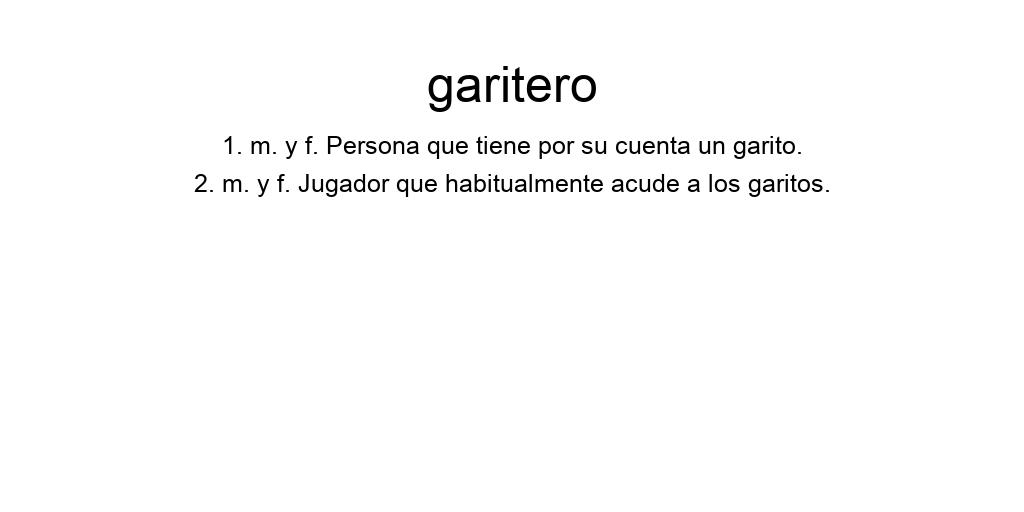 garitero
1. m. y f. Persona que tiene por su cuenta un garito.
2. m. y f. Jugador que habitualmente acude a los garitos.